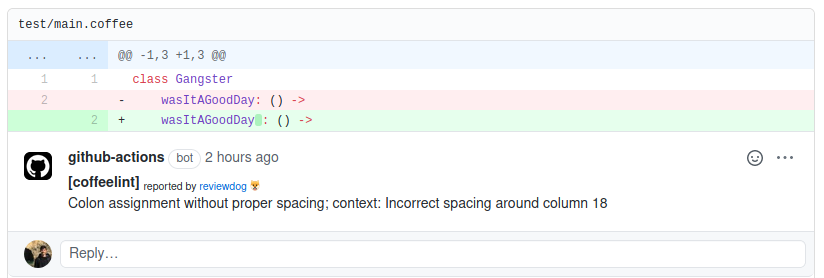 test/main.coffee
... ... @@ -1,3 +1,3 @@
1 1 class Gangster
2 - wasItAGoodDay: () ->
2 + wasItAGoodDay : () ->
github-actions bot 2 hours ago
[coffeelint] reported by reviewdog 🐶
Colon assignment without proper spacing; context: Incorrect spacing around column 18
Reply…